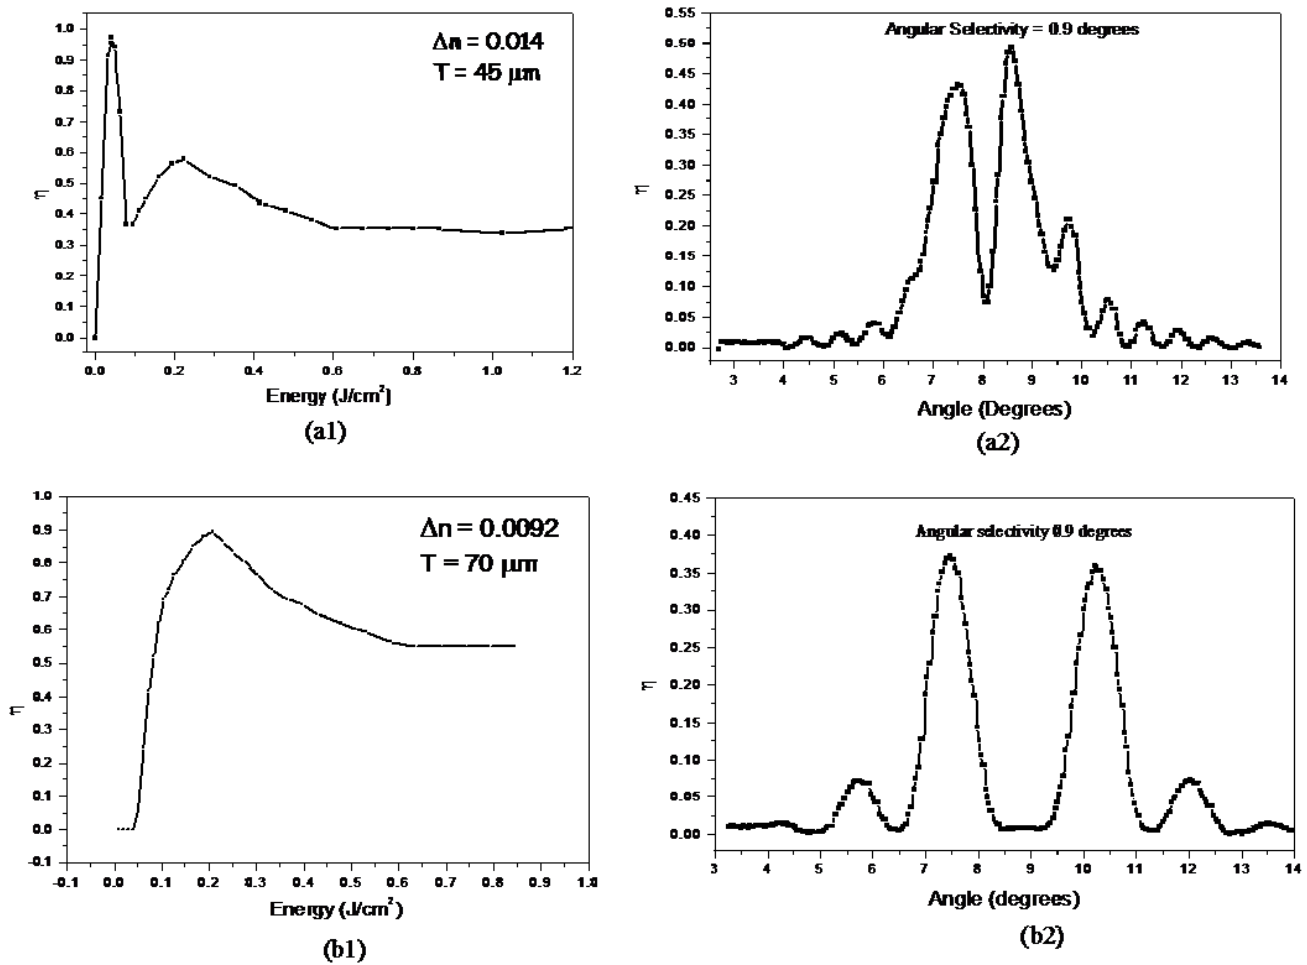 Δn = 0.014
T = 45 μm
1.0
0.9
0.8
0.7
0.6
0.5
0.4
0.3
0.2
0.1
0.0
η
0.0 0.2 0.4 0.6 0.8 1.0 1.2
Energy (J/cm²)
(a1)
Angular Selectivity = 0.9 degrees
0.55
0.50
0.45
0.40
0.35
0.30
0.25
0.20
0.15
0.10
0.05
0.00
η
3 4 5 6 7 8 9 10 11 12 13 14
Angle (Degrees)
(a2)
Δn = 0.0092
T = 70 μm
1.0
0.9
0.8
0.7
0.6
0.5
0.4
0.3
0.2
0.1
0.0
-0.1
η
-0.1 0.0 0.1 0.2 0.3 0.4 0.5 0.6 0.7 0.8 0.9 1.0
Energy (J/cm²)
(b1)
Angular selectivity 0.9 degrees
0.45
0.40
0.35
0.30
0.25
0.20
0.15
0.10
0.05
0.00
η
3 4 5 6 7 8 9 10 11 12 13 14
Angle (degrees)
(b2)